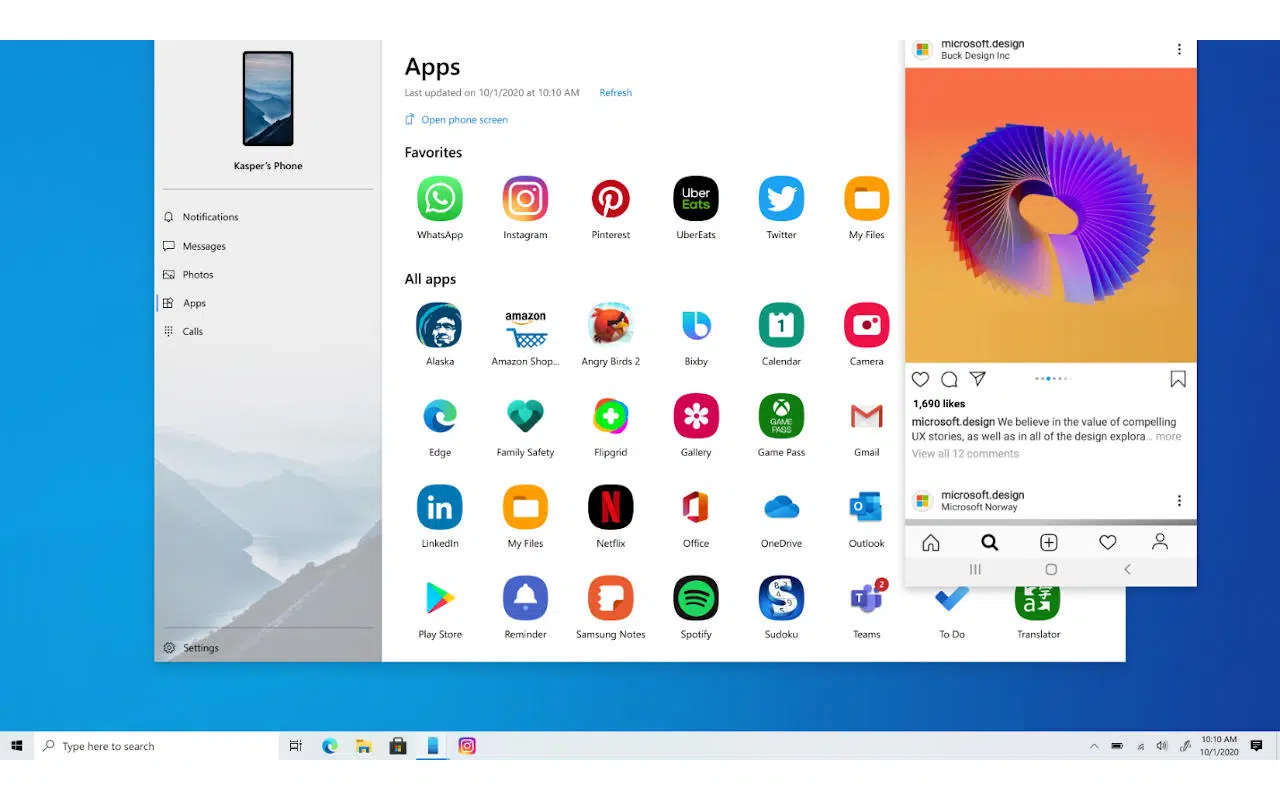 Kasper's Phone
Notifications
Messages
Photos
Apps
Calls
Settings
Apps
Last updated on 10/1/2020 at 10:10 AM Refresh
Open phone screen
Favorites
Uber
Eats
WhatsApp Instagram Pinterest UberEats Twitter My Files
All apps
amazon
1
Alaska Amazon Shop... Angry Birds 2 Bixby Calendar Camera
GAME
PASS
Edge Family Safety Flipgrid Gallery Game Pass Gmail
in
LinkedIn My Files Netflix Office OneDrive Outlook
2
T
a字
Play Store Reminder Samsung Notes Spotify Sudoku Teams To Do Translator
microsoft.design
Buck Design Inc
1,690 likes
microsoft.design We believe in the value of compelling
UX stories, as well as in all of the design explora... more
View all 12 comments
microsoft.design
Microsoft Norway
Type here to search
10:10 AM
10/1/2020